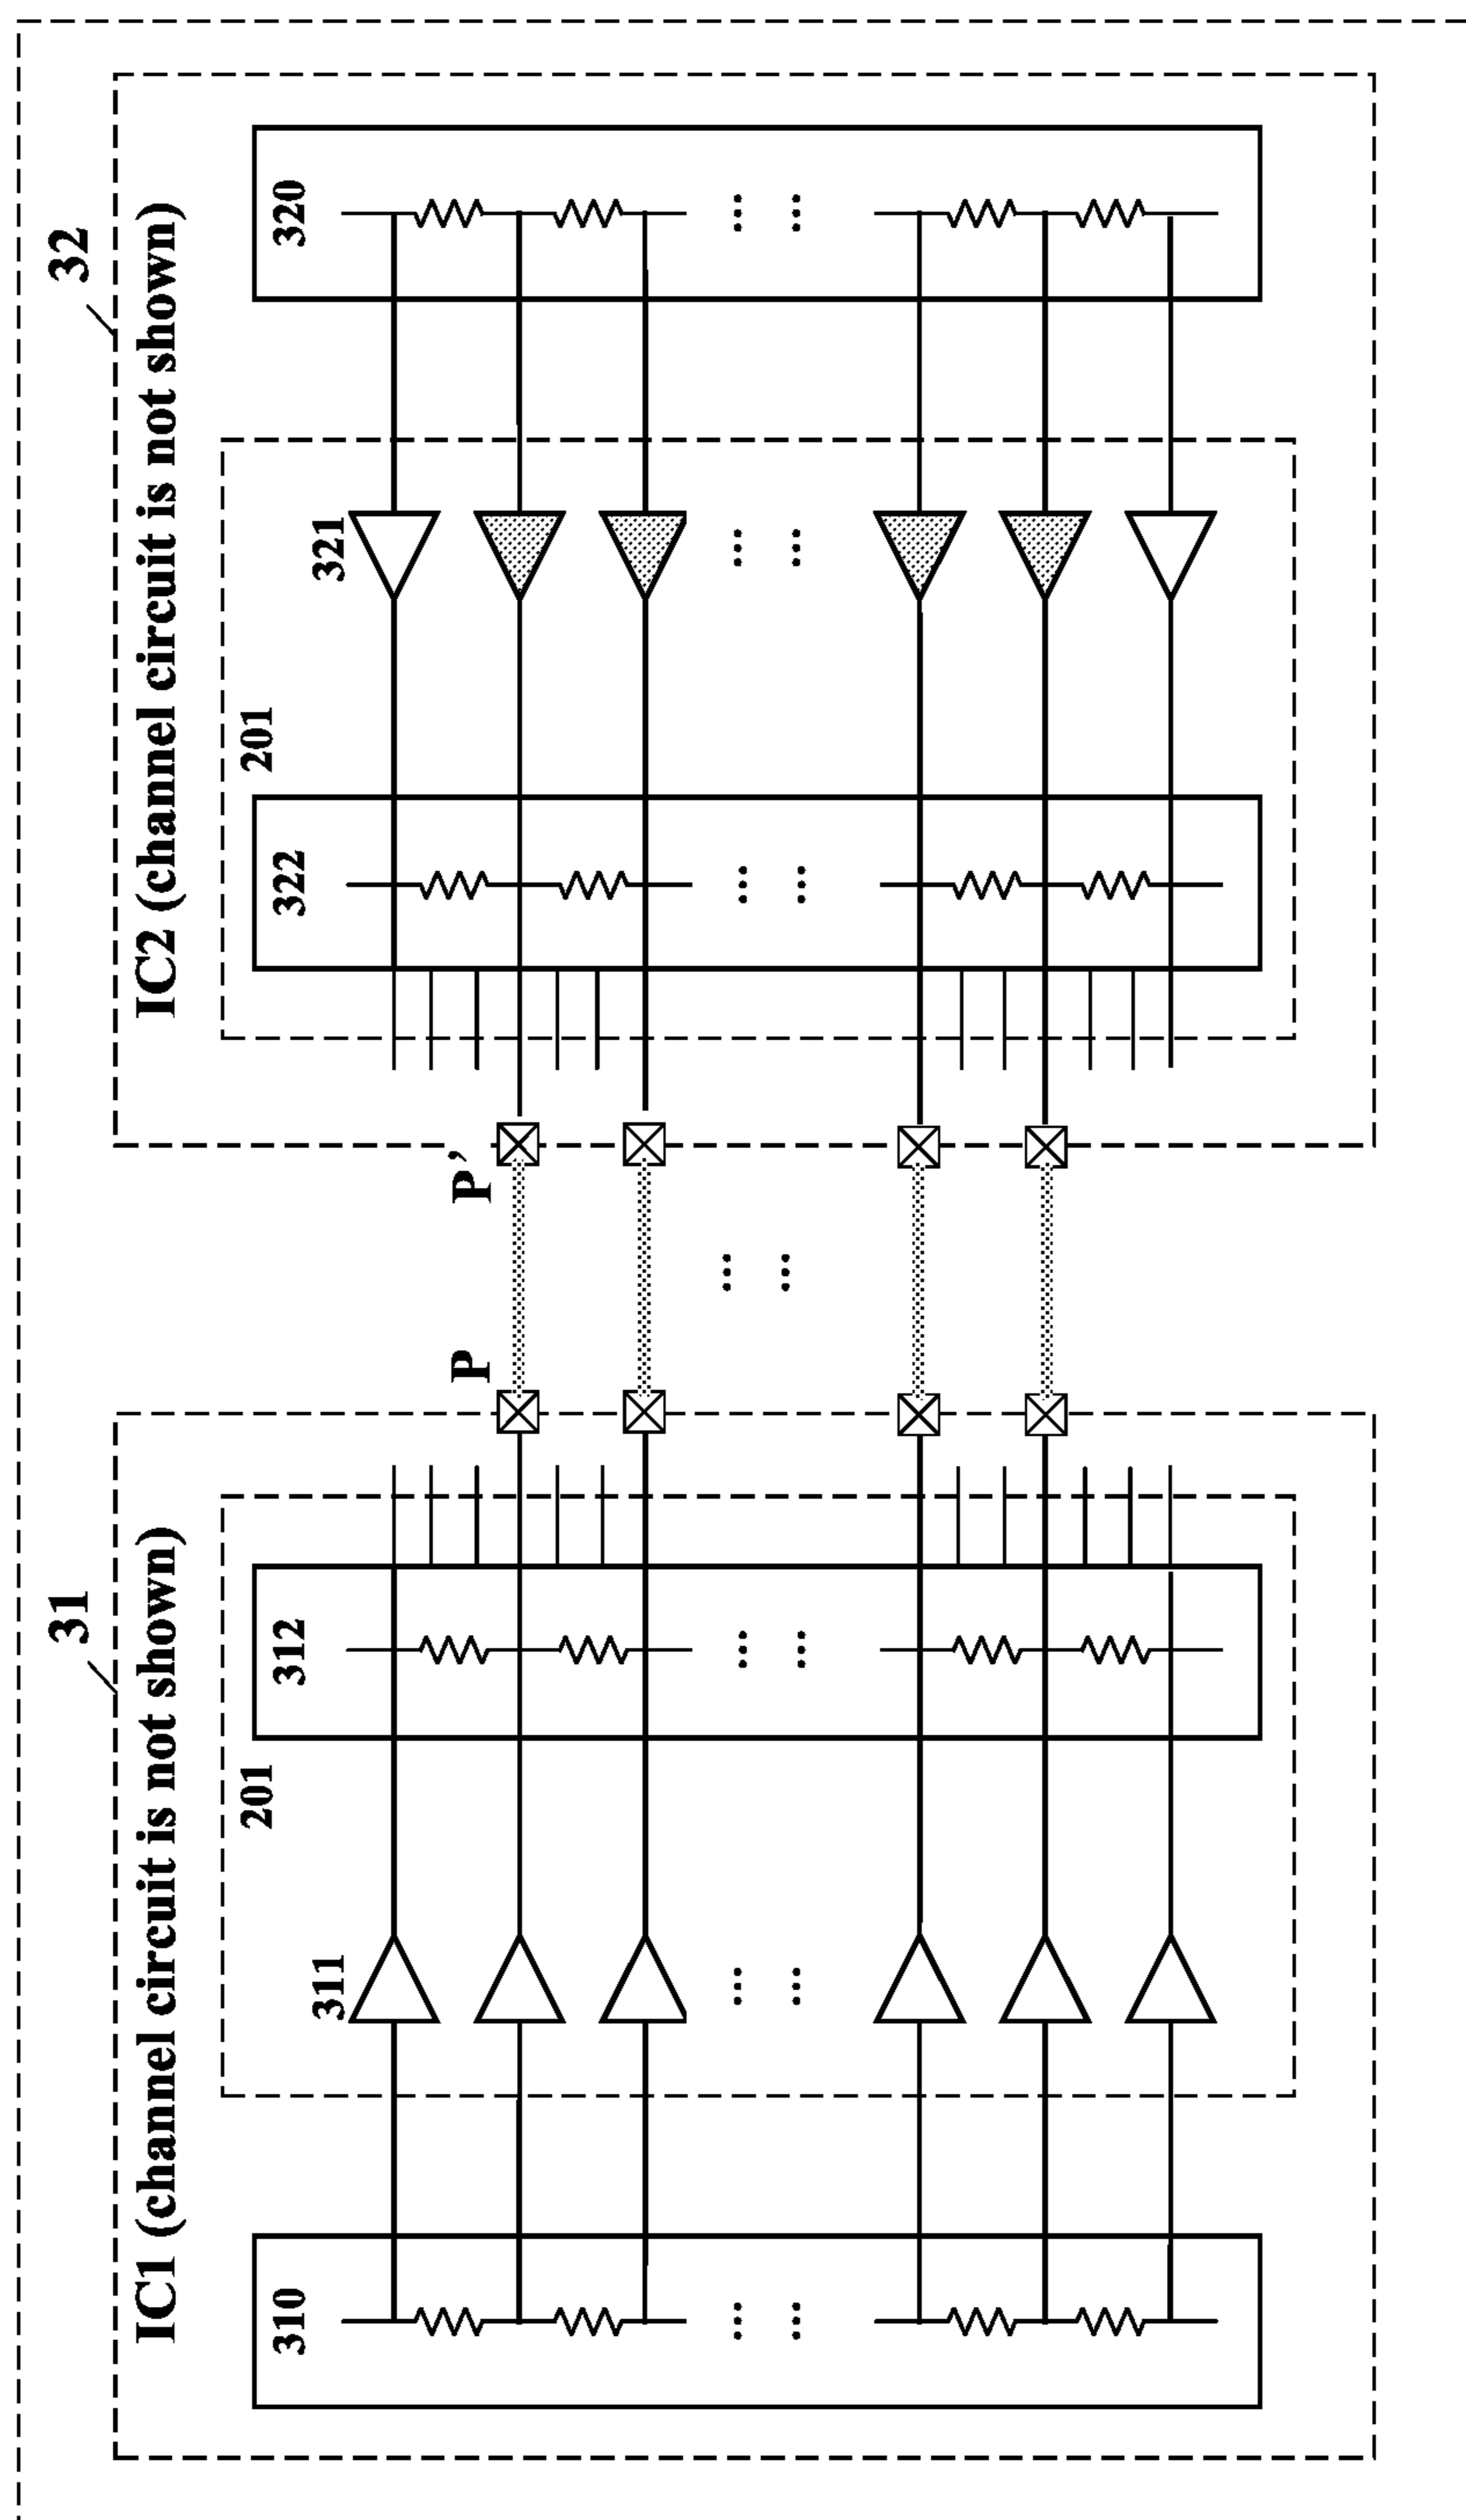 31
IC1 (channel circuit is not shown)
310
311
201
312
P
32
IC2 (channel circuit is not shown)
P’
322
201
321
320